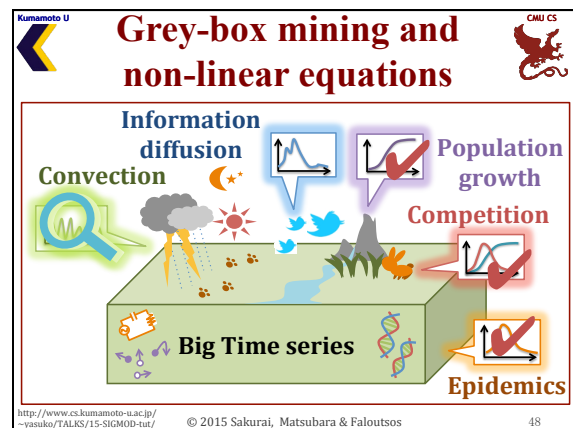 Kumamoto U
CMU CS
Grey-box mining and
non-linear equations
Information
diffusion
Convection
Population
growth
Competition
Big Time series
Epidemics
http://www.cs.kumamoto-u.ac.jp/
~yasuko/TALKS/15-SIGMOD-tut/
© 2015 Sakurai, Matsubara & Faloutsos
48